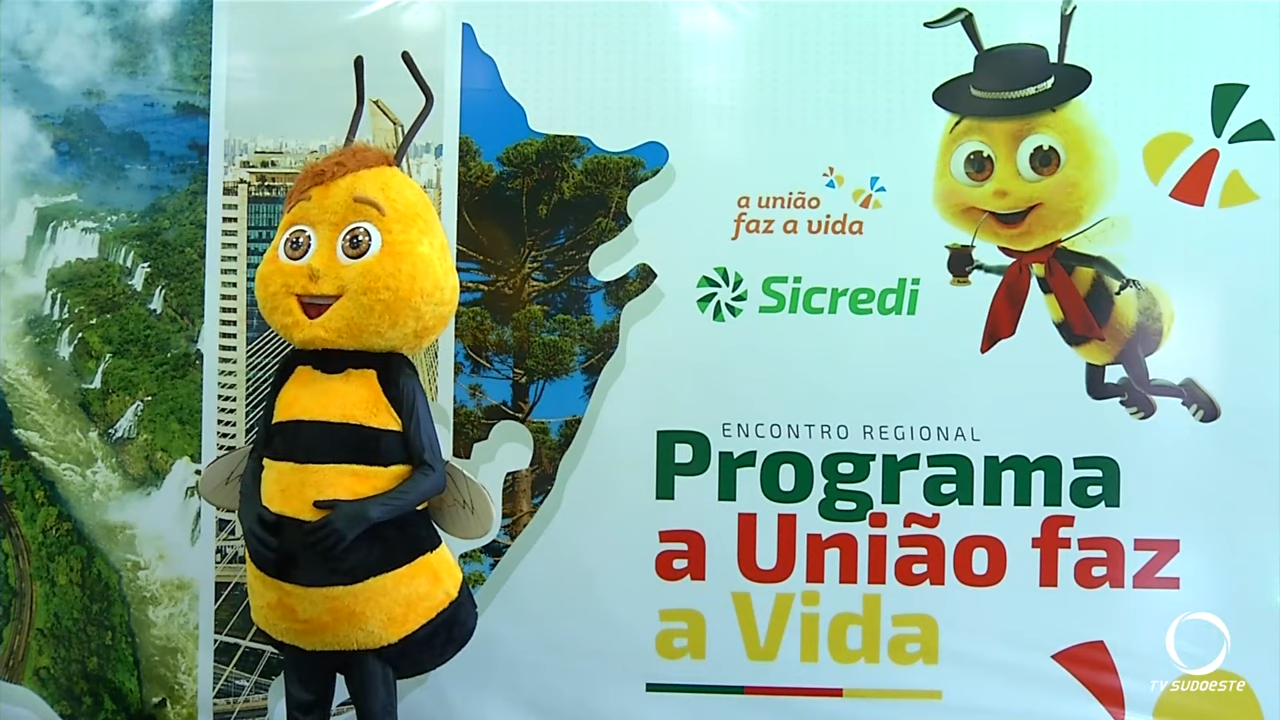 a união
faz a vida
Sicredi
ENCONTRO REGIONAL
Programa
a União faz
a Vida
TV SUDOESTE